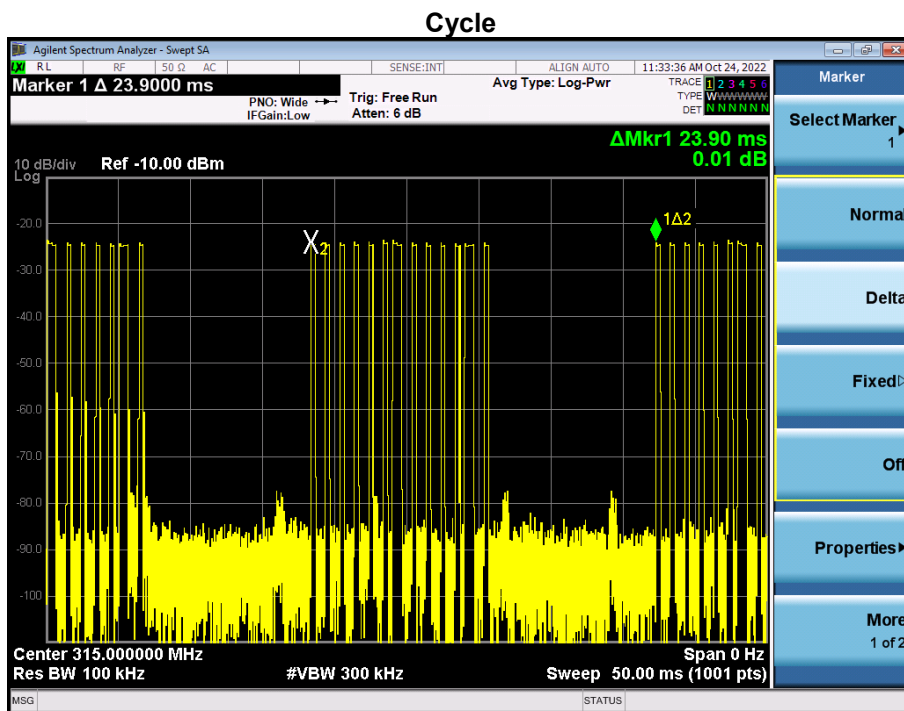 Cycle
Agilent Spectrum Analyzer - Swept SA
LXI RL RF 50 Ω AC SENSE:INT ALIGN AUTO 11:33:36 AM Oct 24, 2022
Marker 1 Δ 23.9000 ms
PNO: Wide
IFGain:Low
Trig: Free Run
Atten: 6 dB
Avg Type: Log-Pwr
TRACE 1 2 3 4 5 6
TYPE WWWWWW
DET N N N N N N
ΔMkr1 23.90 ms
0.01 dB
10 dB/div Ref -10.00 dBm
Log
1Δ2
-20.0
X2
-30.0
-40.0
-50.0
-60.0
-70.0
-80.0
-90.0
-100
Center 315.000000 MHz Span 0 Hz
Res BW 100 kHz #VBW 300 kHz Sweep 50.00 ms (1001 pts)
MSG STATUS
Marker
Select Marker
1
Normal
Delta
Fixed
Off
Properties
More
1 of 2